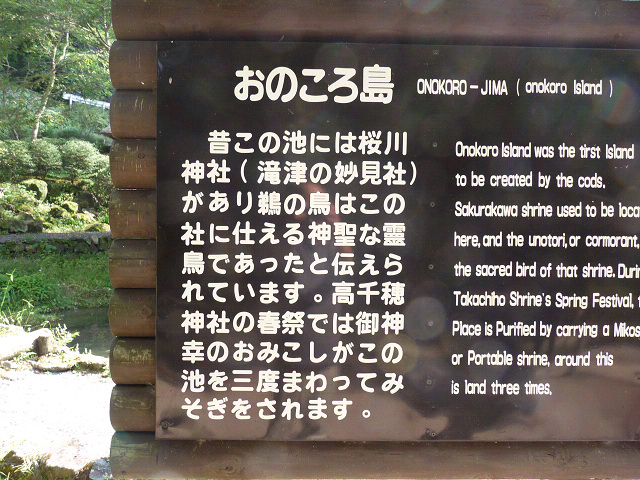 おのころ島
ONOKORO-JIMA ( onokoro Island )
昔この池には桜川
神社(滝津の妙見社)
があり鵜の鳥はこの
社に仕える神聖な靈
鳥であったと伝えら
れています。高千穂
神社の春祭では御神
幸のおみこしがこの
池を三度まわってみ
そぎをされます。
Onokoro Island was the tirst Island
to be created by the cods.
Sakurakawa shrine used to be loca
here, and the unotori, or cormorant,
the sacred bird of that shrine. Durin
Takachiho Shrine's Spring Festival, t
Place is Purified by carrying a Mikos
or Portable shrine, around this
is land three times.